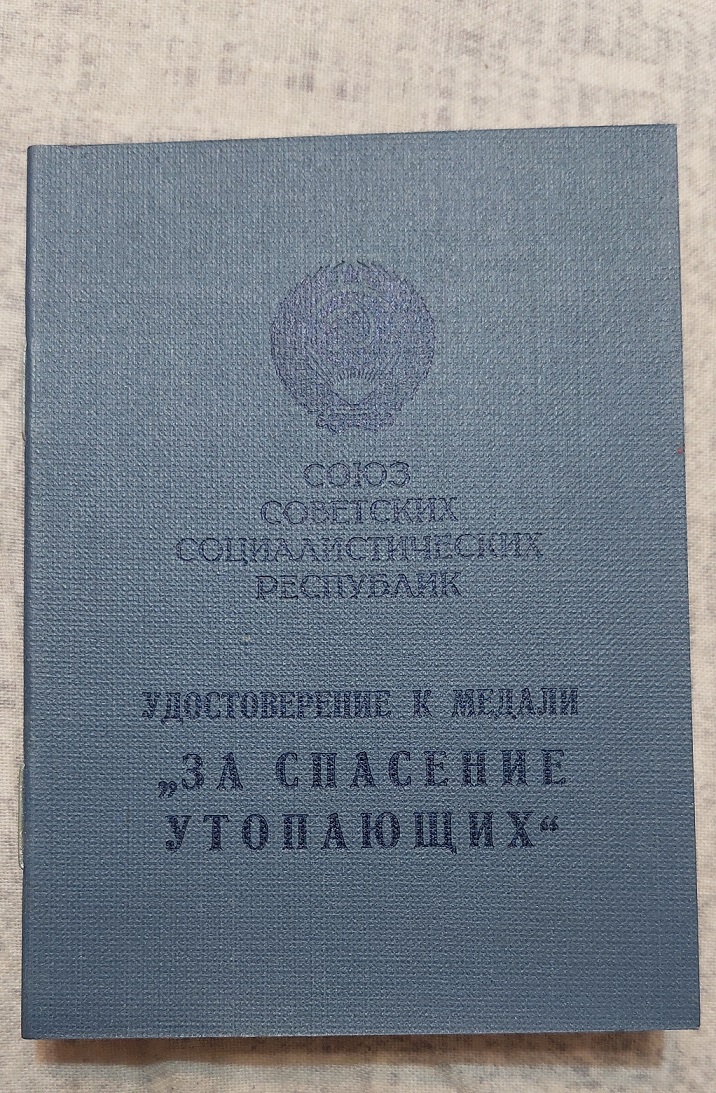 СОЮЗ
СОВЕТСКИХ
СОЦИАЛИСТИЧЕСКИХ
РЕСПУБЛИК
УДОСТОВЕРЕНИЕ К МЕДАЛИ
„ЗА СПАСЕНИЕ
УТОПАЮЩИХ“